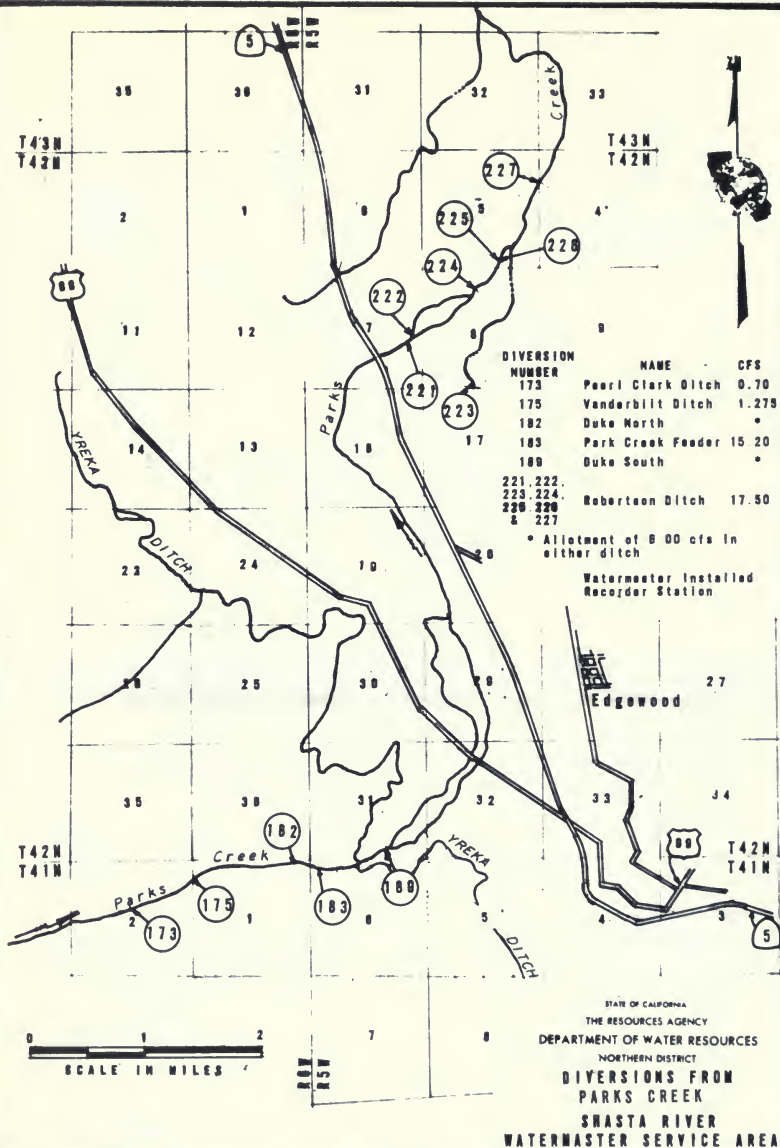 5
R6W
R5W
35
36
31
32
33
Creek
T43N
T42N
T43N
T42N
227
2
1
6
5
4
225
226
99
224
222
11
12
7
8
9
221
223
DIVERSION NUMBER NAME CFS
173 Pearl Clark Ditch 0.70
175 Vanderbilt Ditch 1.275
182 Duke North *
183 Park Creek Feeder 15.20
189 Duke South *
221,222,
223,224,
225,226
& 227
Robertson Ditch 17.50
* Allotment of 6.00 cfs in
either ditch
Watermaster Installed
Recorder Station
Parks
14
13
18
17
YREKA
DITCH
23
24
19
20
26
25
30
29
27
Edgewood
35
36
31
32
33
34
99
T42N
T41N
T42N
T41N
182
Creek
YREKA
Parks
2
173
175
1
183
6
189
5
DITCH
4
3
5
0 1 2
SCALE IN MILES
R6W
R5W
7
8
STATE OF CALIFORNIA
THE RESOURCES AGENCY
DEPARTMENT OF WATER RESOURCES
NORTHERN DISTRICT
DIVERSIONS FROM
PARKS CREEK
SHASTA RIVER
WATERMASTER SERVICE AREA